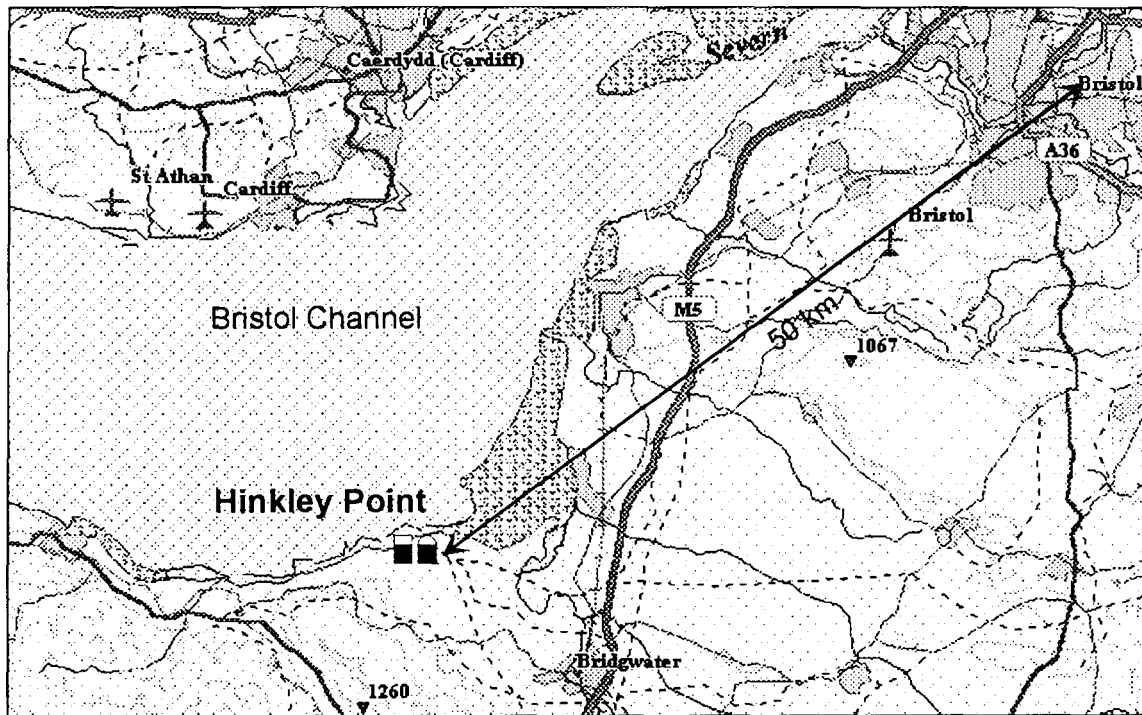 Severn
Caerdydd (Cardiff)
Bristol
A36
St Athan
Cardiff
Bristol
Bristol Channel
M5
50 km
1067
Hinkley Point
Bridgwater
1260